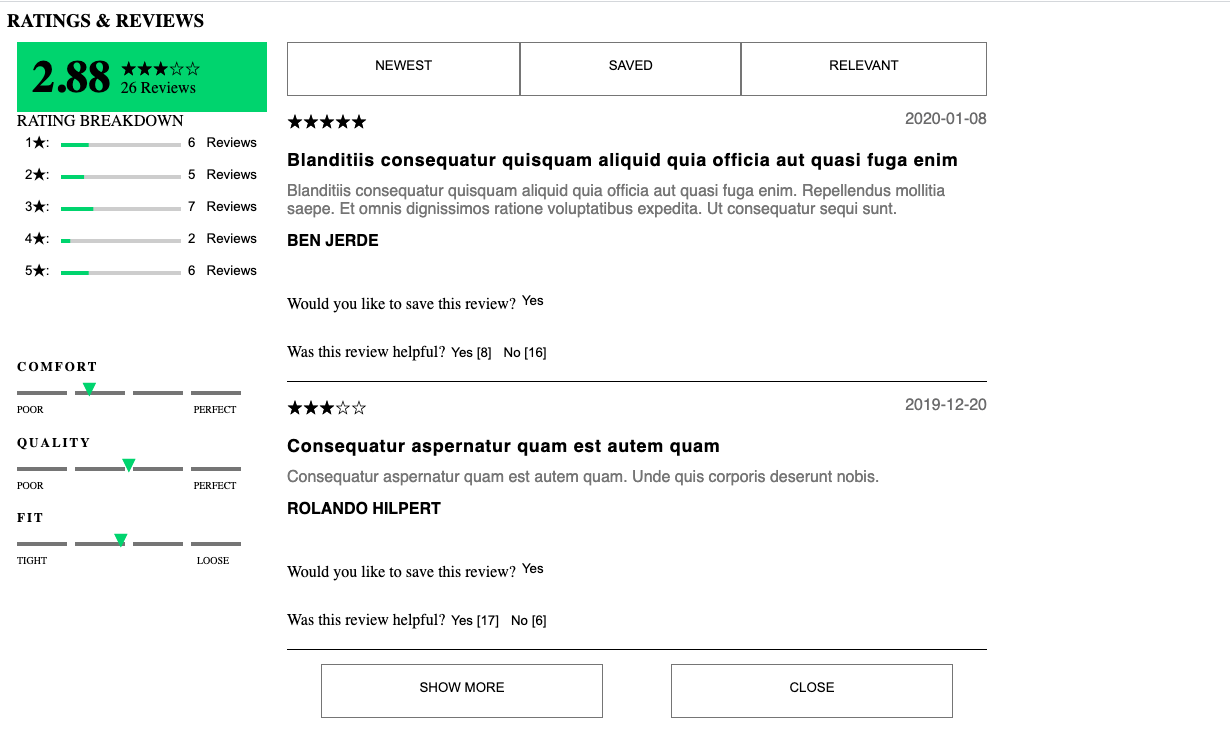 RATINGS & REVIEWS
2.88 ★★★☆☆
26 Reviews
RATING BREAKDOWN
1★: 6 Reviews
2★: 5 Reviews
3★: 7 Reviews
4★: 2 Reviews
5★: 6 Reviews
COMFORT
POOR PERFECT
QUALITY
POOR PERFECT
FIT
TIGHT LOOSE
NEWEST SAVED RELEVANT
★★★★★ 2020-01-08
Blanditiis consequatur quisquam aliquid quia officia aut quasi fuga enim
Blanditiis consequatur quisquam aliquid quia officia aut quasi fuga enim. Repellendus mollitia
saepe. Et omnis dignissimos ratione voluptatibus expedita. Ut consequatur sequi sunt.
BEN JERDE
Would you like to save this review? Yes
Was this review helpful? Yes [8] No [16]
★★★☆☆ 2019-12-20
Consequatur aspernatur quam est autem quam
Consequatur aspernatur quam est autem quam. Unde quis corporis deserunt nobis.
ROLANDO HILPERT
Would you like to save this review? Yes
Was this review helpful? Yes [17] No [6]
SHOW MORE CLOSE